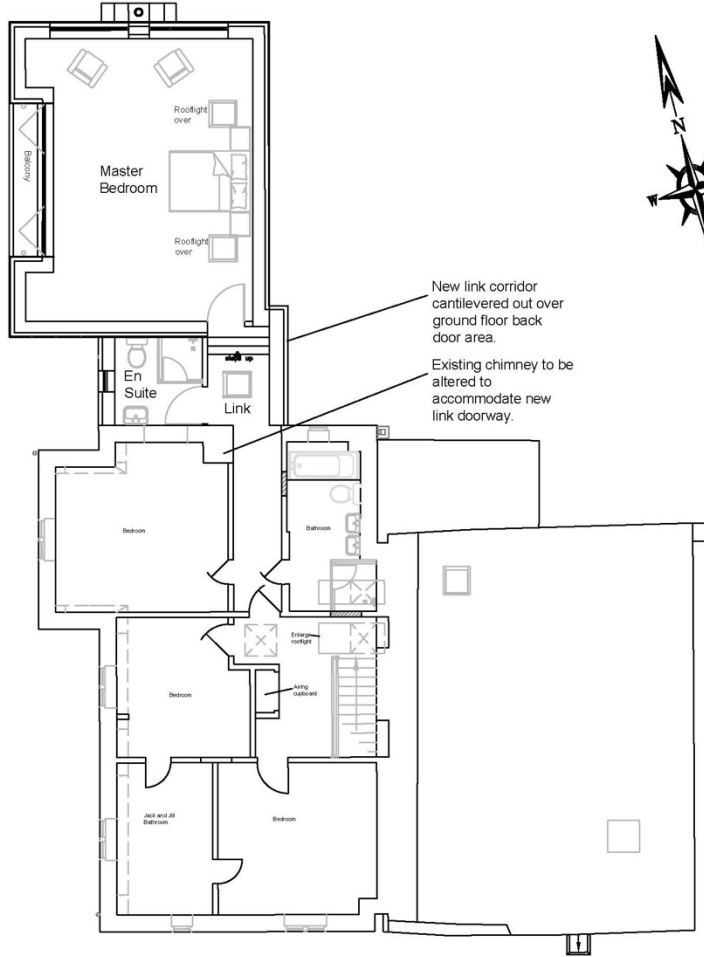 Rooflight
over
N
W
Balcony
Master
Bedroom
Rooflight
over
New link corridor
cantilevered out over
ground floor back
door area.
Existing chimney to be
altered to
accommodate new
link doorway.
En
Suite
Link
Bedroom
Bathroom
Enlarge
rooflight
Bedroom
Airing
cupboard
Jack and Jill
Bathroom
Bedroom